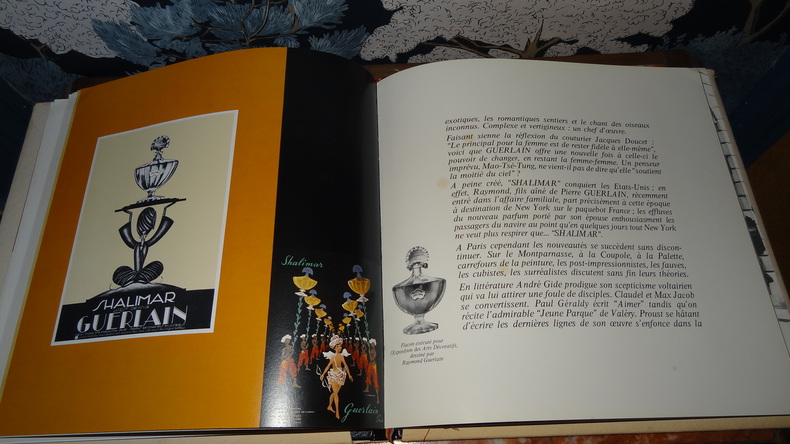 SHALIMAR
GUERLAIN
Shalimar
Guerlain
exotiques, les romantiques sentiers et le chant des oiseaux
inconnus. Complexe et vertigineux : un chef d'œuvre.
Faisant sienne la réflexion du couturier Jacques Doucet :
"Le principal pour la femme est de rester fidèle à elle-même",
voici que GUERLAIN offre une nouvelle fois à celle-ci le
pouvoir de changer, en restant la femme-femme. Un penseur
imprévu, Mao-Tsé-Tung, ne vient-il pas de dire qu'elle "soutient
la moitié du ciel" ?
A peine créé, "SHALIMAR" conquiert les Etats-Unis : en
effet, Raymond, fils aîné de Pierre GUERLAIN, récemment
entré dans l'affaire familiale, part précisément à cette époque
à destination de New York sur le paquebot France ; les effluves
du nouveau parfum porté par son épouse enthousiasment les
passagers du navire au point qu'en quelques jours tout New York
ne veut plus respirer que... "SHALIMAR".
A Paris cependant les nouveautés se succèdent sans discon-
tinuer. Sur le Montparnasse, à la Coupole, à la Palette,
carrefours de la peinture, les post-impressionnistes, les fauves,
les cubistes, les surréalistes discutent sans fin leurs théories.
En littérature André Gide prodigue son scepticisme voltairien
qui va lui attirer une foule de disciples. Claudel et Max Jacob
se convertissent. Paul Géraldy écrit "Aimer" tandis qu'on
récite l'admirable "Jeune Parque" de Valéry. Proust se hâtant
d'écrire les dernières lignes de son œuvre s'enfonce dans la
Flacon exécuté pour
l'Exposition des Arts Décoratifs,
dessiné par
Raymond Guerlain